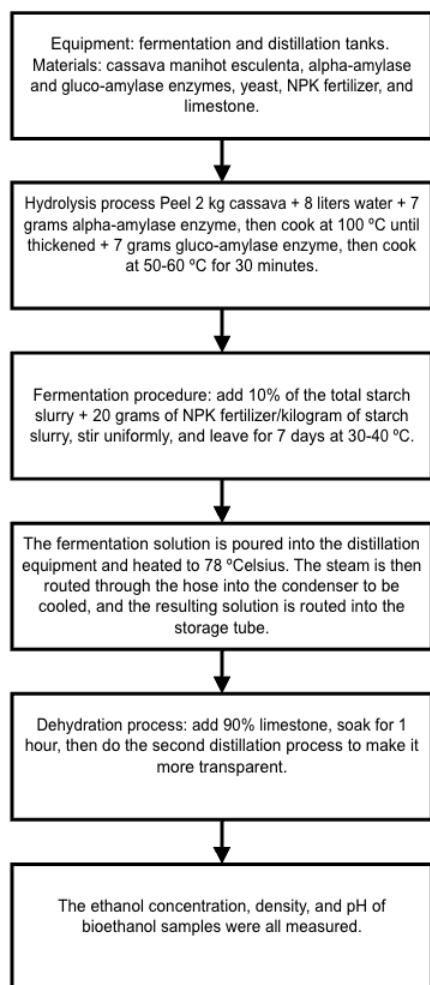 Equipment: fermentation and distillation tanks.
Materials: cassava manihot esculenta, alpha-amylase
and gluco-amylase enzymes, yeast, NPK fertilizer, and
limestone.
Hydrolysis process Peel 2 kg cassava + 8 liters water + 7
grams alpha-amylase enzyme, then cook at 100 ºC until
thickened + 7 grams gluco-amylase enzyme, then cook
at 50-60 ºC for 30 minutes.
Fermentation procedure: add 10% of the total starch
slurry + 20 grams of NPK fertilizer/kilogram of starch
slurry, stir uniformly, and leave for 7 days at 30-40 ºC.
The fermentation solution is poured into the distillation
equipment and heated to 78 ºCelsius. The steam is then
routed through the hose into the condenser to be
cooled, and the resulting solution is routed into the
storage tube.
Dehydration process: add 90% limestone, soak for 1
hour, then do the second distillation process to make it
more transparent.
The ethanol concentration, density, and pH of
bioethanol samples were all measured.